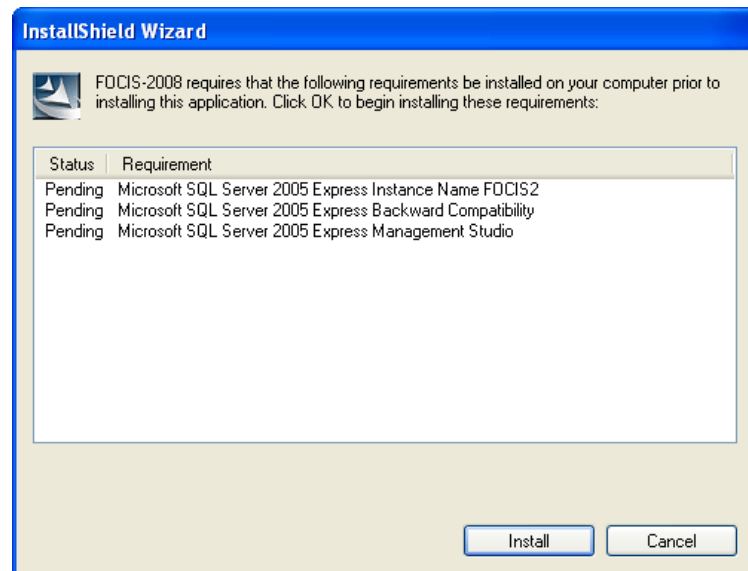 InstallShield Wizard
FOCIS-2008 requires that the following requirements be installed on your computer prior to
installing this application. Click OK to begin installing these requirements:
Status Requirement
Pending Microsoft SQL Server 2005 Express Instance Name FOCIS2
Pending Microsoft SQL Server 2005 Express Backward Compatibility
Pending Microsoft SQL Server 2005 Express Management Studio
Install Cancel